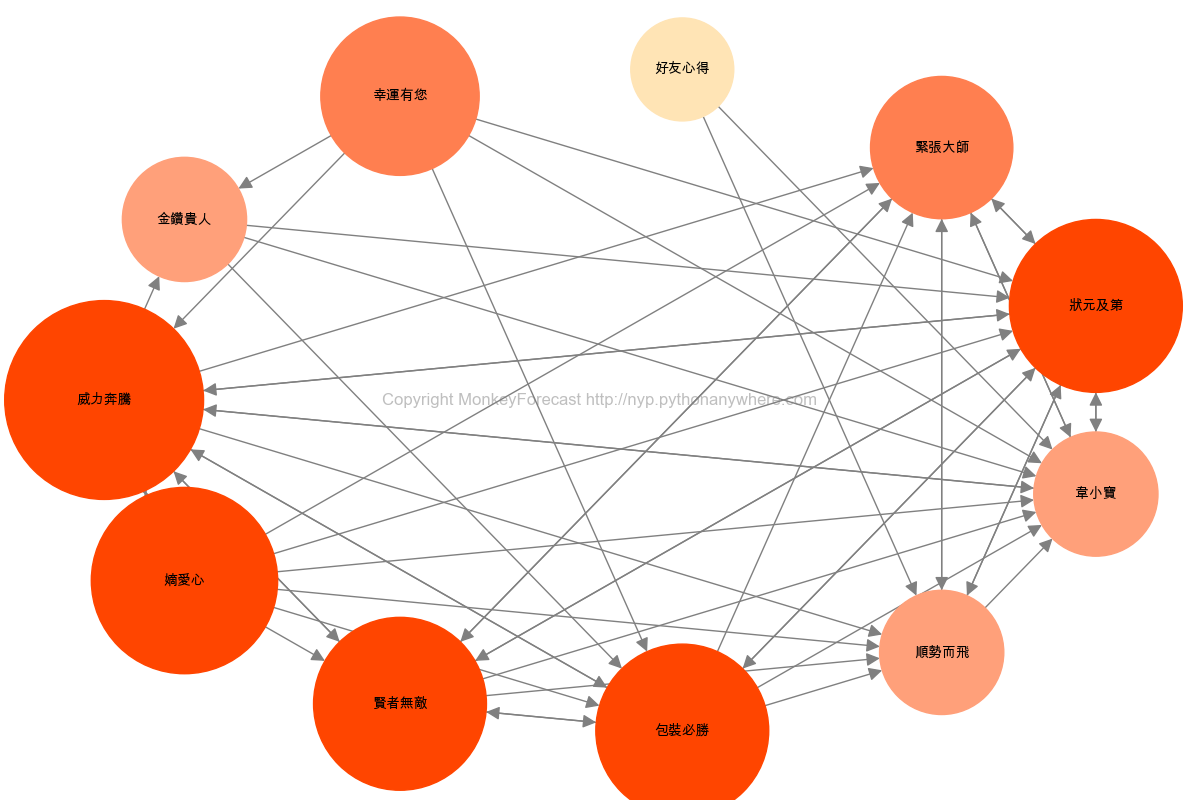 好友心得
幸運有您
緊張大師
金鑽貴人
狀元及第
威力奔騰
Copyright MonkeyForecast http://nyp.pythonanywhere.com
韋小寶
嫡愛心
順勢而飛
賢者無敵
包裝必勝